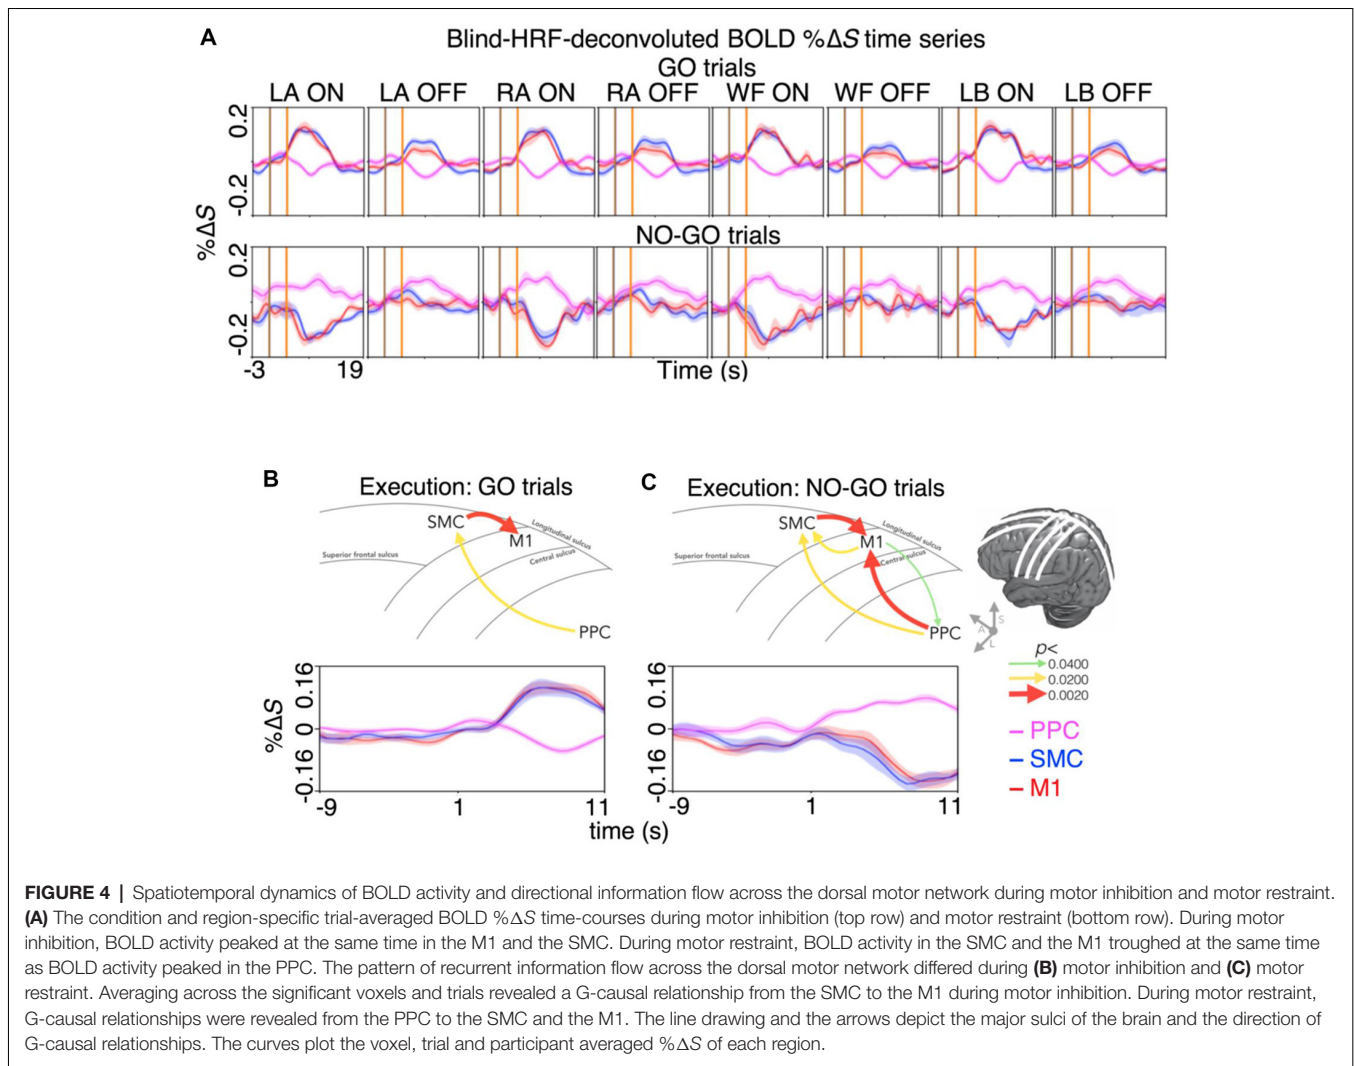 A
Blind-HRF-deconvoluted BOLD %ΔS time series
GO trials
LA ON LA OFF RA ON RA OFF WF ON WF OFF LB ON LB OFF
0.2
-0.2
%ΔS
NO-GO trials
0.2
-0.2
-3 19 Time (s)
B Execution: GO trials
SMC
M1
Longitudinal sulcus
Superior frontal sulcus
Central sulcus
PPC
%ΔS
0.16
0
-0.16
-9 1 11
C Execution: NO-GO trials
SMC
M1
Longitudinal sulcus
Superior frontal sulcus
Central sulcus
PPC
0.16
0
-0.16
-9 1 11
time (s)
S
A
L
p<
0.0400
0.0200
0.0020
PPC
SMC
M1
FIGURE 4 | Spatiotemporal dynamics of BOLD activity and directional information flow across the dorsal motor network during motor inhibition and motor restraint.
(A) The condition and region-specific trial-averaged BOLD %ΔS time-courses during motor inhibition (top row) and motor restraint (bottom row). During motor
inhibition, BOLD activity peaked at the same time in the M1 and the SMC. During motor restraint, BOLD activity in the SMC and the M1 troughed at the same time
as BOLD activity peaked in the PPC. The pattern of recurrent information flow across the dorsal motor network differed during (B) motor inhibition and (C) motor
restraint. Averaging across the significant voxels and trials revealed a G-causal relationship from the SMC to the M1 during motor inhibition. During motor restraint,
G-causal relationships were revealed from the PPC to the SMC and the M1. The line drawing and the arrows depict the major sulci of the brain and the direction of
G-causal relationships. The curves plot the voxel, trial and participant averaged %ΔS of each region.